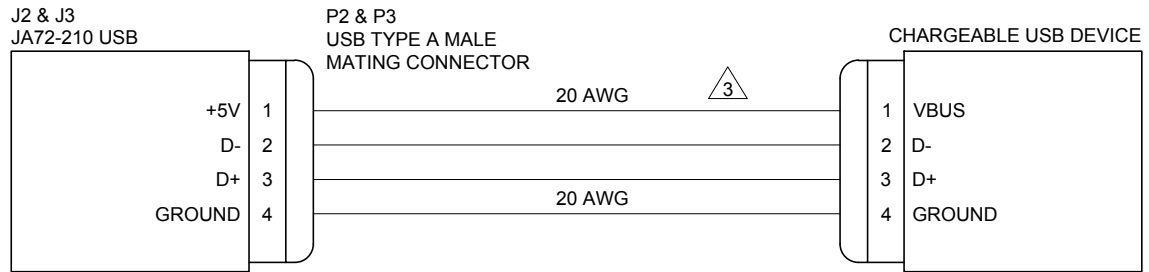 J2 & J3
JA72-210 USB
P2 & P3
USB TYPE A MALE
MATING CONNECTOR
CHARGEABLE USB DEVICE
20 AWG
3
+5V 1
1 VBUS
D- 2
2 D-
D+ 3
3 D+
20 AWG
GROUND 4
4 GROUND